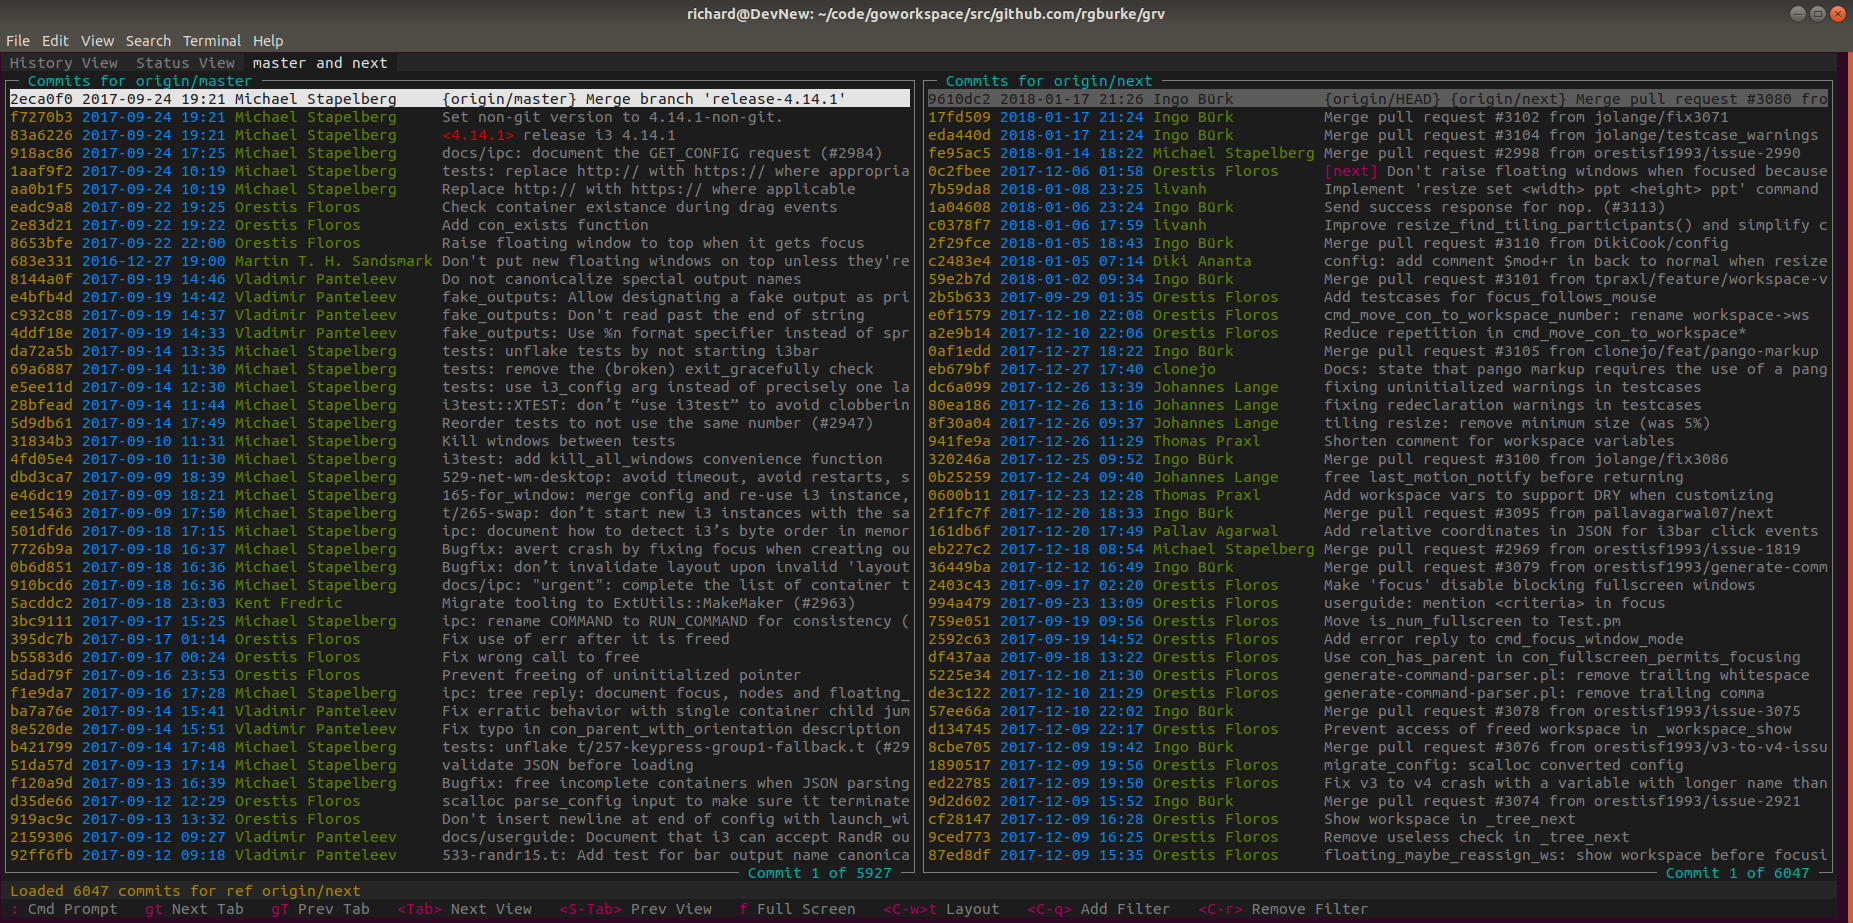 richard@DevNew: ~/code/goworkspace/src/github.com/rgburke/grv
File Edit View Search Terminal Help
History View Status View master and next
Commits for origin/master
2eca0f0 2017-09-24 19:21 Michael Stapelberg {origin/master} Merge branch 'release-4.14.1'
f7270b3 2017-09-24 19:21 Michael Stapelberg Set non-git version to 4.14.1-non-git.
83a6226 2017-09-24 19:21 Michael Stapelberg <4.14.1> release i3 4.14.1
918ac86 2017-09-24 17:25 Michael Stapelberg docs/ipc: document the GET_CONFIG request (#2984)
1aaf9f2 2017-09-24 10:19 Michael Stapelberg tests: replace http:// with https:// where appropria
aa0b1f5 2017-09-24 10:19 Michael Stapelberg Replace http:// with https:// where applicable
eadc9a8 2017-09-22 19:25 Orestis Floros Check container existance during drag events
2e83d21 2017-09-22 19:22 Orestis Floros Add con_exists function
8653bfe 2017-09-22 22:00 Orestis Floros Raise floating window to top when it gets focus
683e331 2016-12-27 19:00 Martin T. H. Sandsmark Don't put new floating windows on top unless they're
8144a0f 2017-09-19 14:46 Vladimir Panteleev Do not canonicalize special output names
e4bfb4d 2017-09-19 14:42 Vladimir Panteleev fake_outputs: Allow designating a fake output as pri
c932c88 2017-09-19 14:37 Vladimir Panteleev fake_outputs: Don't read past the end of string
4ddf18e 2017-09-19 14:33 Vladimir Panteleev fake_outputs: Use %n format specifier instead of spr
da72a5b 2017-09-14 13:35 Michael Stapelberg tests: unflake tests by not starting i3bar
69a6887 2017-09-14 11:30 Michael Stapelberg tests: remove the (broken) exit_gracefully check
e5ee11d 2017-09-14 12:30 Michael Stapelberg tests: use i3_config arg instead of precisely one la
28bfead 2017-09-14 11:44 Michael Stapelberg i3test::XTEST: don’t “use i3test” to avoid clobberin
5d9db61 2017-09-14 17:49 Michael Stapelberg Reorder tests to not use the same number (#2947)
31834b3 2017-09-10 11:31 Michael Stapelberg Kill windows between tests
4fd05e4 2017-09-10 11:30 Michael Stapelberg i3test: add kill_all_windows convenience function
dbd3ca7 2017-09-09 18:39 Michael Stapelberg 529-net-wm-desktop: avoid timeout, avoid restarts, s
e46dc19 2017-09-09 18:21 Michael Stapelberg 165-for_window: merge config and re-use i3 instance,
ee15463 2017-09-09 17:50 Michael Stapelberg t/265-swap: don’t start new i3 instances with the sa
501dfd6 2017-09-18 17:15 Michael Stapelberg ipc: document how to detect i3’s byte order in memor
7726b9a 2017-09-18 16:37 Michael Stapelberg Bugfix: avert crash by fixing focus when creating ou
0b6d851 2017-09-18 16:36 Michael Stapelberg Bugfix: don’t invalidate layout upon invalid 'layout
910bcd6 2017-09-18 16:36 Michael Stapelberg docs/ipc: "urgent": complete the list of container t
5acddc2 2017-09-18 23:03 Kent Fredric Migrate tooling to ExtUtils::MakeMaker (#2963)
3bc9111 2017-09-17 15:25 Michael Stapelberg ipc: rename COMMAND to RUN_COMMAND for consistency (
395dc7b 2017-09-17 01:14 Orestis Floros Fix use of err after it is freed
b5583d6 2017-09-17 00:24 Orestis Floros Fix wrong call to free
5dad79f 2017-09-16 23:53 Orestis Floros Prevent freeing of uninitialized pointer
f1e9da7 2017-09-16 17:28 Michael Stapelberg ipc: tree reply: document focus, nodes and floating_
ba7a76e 2017-09-14 15:41 Vladimir Panteleev Fix erratic behavior with single container child jum
8e520de 2017-09-14 15:51 Vladimir Panteleev Fix typo in con_parent_with_orientation description
b421799 2017-09-14 17:48 Michael Stapelberg tests: unflake t/257-keypress-group1-fallback.t (#29
51da57d 2017-09-13 17:14 Michael Stapelberg validate JSON before loading
f120a9d 2017-09-13 16:39 Michael Stapelberg Bugfix: free incomplete containers when JSON parsing
d35de66 2017-09-12 12:29 Orestis Floros scalloc parse_config input to make sure it terminate
919ac9c 2017-09-13 13:32 Orestis Floros Don't insert newline at end of config with launch_wi
2159306 2017-09-12 09:27 Vladimir Panteleev docs/userguide: Document that i3 can accept RandR ou
92ff6fb 2017-09-12 09:18 Vladimir Panteleev 533-randr15.t: Add test for bar output name canonica
Commit 1 of 5927
Commits for origin/next
9610dc2 2018-01-17 21:26 Ingo Bürk {origin/HEAD} {origin/next} Merge pull request #3080 fro
17fd509 2018-01-17 21:24 Ingo Bürk Merge pull request #3102 from jolange/fix3071
eda440d 2018-01-17 21:24 Ingo Bürk Merge pull request #3104 from jolange/testcase_warnings
fe95ac5 2018-01-14 18:22 Michael Stapelberg Merge pull request #2998 from orestisf1993/issue-2990
0c2fbee 2017-12-06 01:58 Orestis Floros [next] Don't raise floating windows when focused because
7b59da8 2018-01-08 23:25 livanh Implement 'resize set <width> ppt <height> ppt' command
1a04608 2018-01-06 23:24 Ingo Bürk Send success response for nop. (#3113)
c0378f7 2018-01-06 17:59 livanh Improve resize_find_tiling_participants() and simplify c
2f29fce 2018-01-05 18:43 Ingo Bürk Merge pull request #3110 from DikiCook/config
c2483e4 2018-01-05 07:14 Diki Ananta config: add comment $mod+r in back to normal when resize
59e2b7d 2018-01-02 09:34 Ingo Bürk Merge pull request #3101 from tpraxl/feature/workspace-v
2b5b633 2017-09-29 01:35 Orestis Floros Add testcases for focus_follows_mouse
e0f1579 2017-12-10 22:08 Orestis Floros cmd_move_con_to_workspace_number: rename workspace->ws
a2e9b14 2017-12-10 22:06 Orestis Floros Reduce repetition in cmd_move_con_to_workspace*
0af1edd 2017-12-27 18:22 Ingo Bürk Merge pull request #3105 from clonejo/feat/pango-markup
eb679bf 2017-12-27 17:40 clonejo Docs: state that pango markup requires the use of a pang
dc6a099 2017-12-26 13:39 Johannes Lange fixing uninitialized warnings in testcases
80ea186 2017-12-26 13:16 Johannes Lange fixing redeclaration warnings in testcases
8f30a04 2017-12-26 09:37 Johannes Lange tiling resize: remove minimum size (was 5%)
941fe9a 2017-12-26 11:29 Thomas Praxl Shorten comment for workspace variables
320246a 2017-12-25 09:52 Ingo Bürk Merge pull request #3100 from jolange/fix3086
0b25259 2017-12-24 09:40 Johannes Lange free last_motion_notify before returning
0600b11 2017-12-23 12:28 Thomas Praxl Add workspace vars to support DRY when customizing
2f1fc7f 2017-12-20 18:33 Ingo Bürk Merge pull request #3095 from pallavagarwal07/next
161db6f 2017-12-20 17:49 Pallav Agarwal Add relative coordinates in JSON for i3bar click events
eb227c2 2017-12-18 08:54 Michael Stapelberg Merge pull request #2969 from orestisf1993/issue-1819
36449ba 2017-12-12 16:49 Ingo Bürk Merge pull request #3079 from orestisf1993/generate-comm
2403c43 2017-09-17 02:20 Orestis Floros Make 'focus' disable blocking fullscreen windows
994a479 2017-09-23 13:09 Orestis Floros userguide: mention <criteria> in focus
759e051 2017-09-19 09:56 Orestis Floros Move is_num_fullscreen to Test.pm
2592c63 2017-09-19 14:52 Orestis Floros Add error reply to cmd_focus_window_mode
df437aa 2017-09-18 13:22 Orestis Floros Use con_has_parent in con_fullscreen_permits_focusing
5225e34 2017-12-10 21:30 Orestis Floros generate-command-parser.pl: remove trailing whitespace
de3c122 2017-12-10 21:29 Orestis Floros generate-command-parser.pl: remove trailing comma
57ee66a 2017-12-10 22:02 Ingo Bürk Merge pull request #3078 from orestisf1993/issue-3075
d134745 2017-12-09 22:17 Orestis Floros Prevent access of freed workspace in _workspace_show
8cbe705 2017-12-09 19:42 Ingo Bürk Merge pull request #3076 from orestisf1993/v3-to-v4-issu
1890517 2017-12-09 19:56 Orestis Floros migrate_config: scalloc converted config
ed22785 2017-12-09 19:50 Orestis Floros Fix v3 to v4 crash with a variable with longer name than
9d2d602 2017-12-09 15:52 Ingo Bürk Merge pull request #3074 from orestisf1993/issue-2921
cf28147 2017-12-09 16:28 Orestis Floros Show workspace in _tree_next
9ced773 2017-12-09 16:25 Orestis Floros Remove useless check in _tree_next
87ed8df 2017-12-09 15:35 Orestis Floros floating_maybe_reassign_ws: show workspace before focusi
Commit 1 of 6047
Loaded 6047 commits for ref origin/next
: Cmd Prompt gt Next Tab gT Prev Tab <Tab> Next View <S-Tab> Prev View f Full Screen <C-w>t Layout <C-q> Add Filter <C-r> Remove Filter